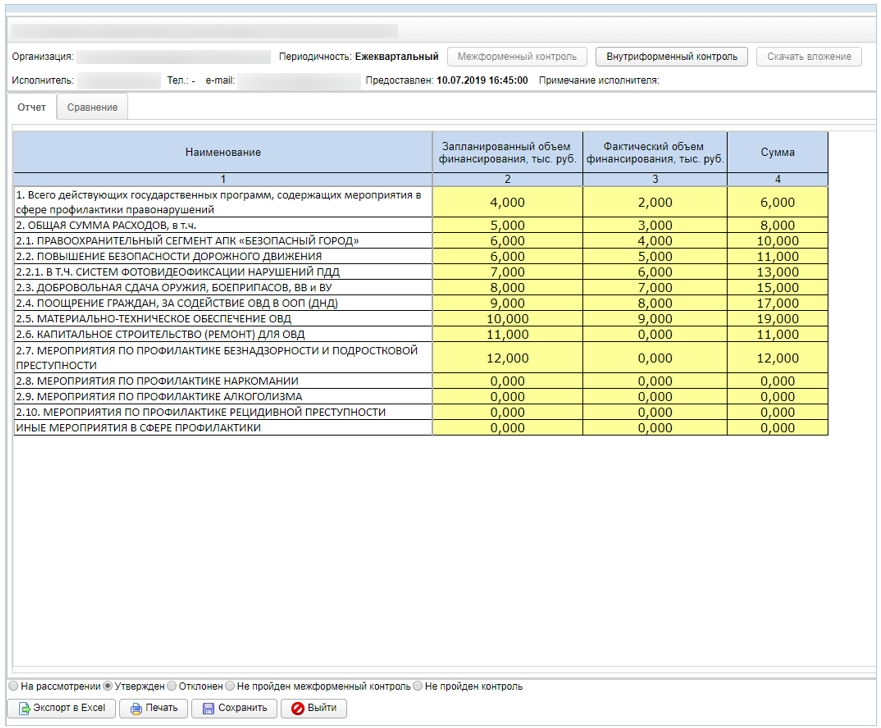 Организация: Периодичность: Ежеквартальный Межформенный контроль Внутриформенный контроль Скачать вложение
Исполнитель: Тел.: - e-mail: Предоставлен: 10.07.2019 16:45:00 Примечание исполнителя:
Отчет Сравнение
Наименование Запланированный объем финансирования, тыс. руб. Фактический объем финансирования, тыс. руб. Сумма
1 2 3 4
1. Всего действующих государственных программ, содержащих мероприятия в
сфере профилактики правонарушений 4,000 2,000 6,000
2. ОБЩАЯ СУММА РАСХОДОВ, в т.ч. 5,000 3,000 8,000
2.1. ПРАВООХРАНИТЕЛЬНЫЙ СЕГМЕНТ АПК «БЕЗОПАСНЫЙ ГОРОД» 6,000 4,000 10,000
2.2. ПОВЫШЕНИЕ БЕЗОПАСНОСТИ ДОРОЖНОГО ДВИЖЕНИЯ 6,000 5,000 11,000
2.2.1. В Т.Ч. СИСТЕМ ФОТОВИДЕОФИКСАЦИИ НАРУШЕНИЙ ПДД 7,000 6,000 13,000
2.3. ДОБРОВОЛЬНАЯ СДАЧА ОРУЖИЯ, БОЕПРИПАСОВ, ВВ и ВУ 8,000 7,000 15,000
2.4. ПООЩРЕНИЕ ГРАЖДАН, ЗА СОДЕЙСТВИЕ ОВД В ООП (ДНД) 9,000 8,000 17,000
2.5. МАТЕРИАЛЬНО-ТЕХНИЧЕСКОЕ ОБЕСПЕЧЕНИЕ ОВД 10,000 9,000 19,000
2.6. КАПИТАЛЬНОЕ СТРОИТЕЛЬСТВО (РЕМОНТ) ДЛЯ ОВД 11,000 0,000 11,000
2.7. МЕРОПРИЯТИЯ ПО ПРОФИЛАКТИКЕ БЕЗНАДЗОРНОСТИ И ПОДРОСТКОВОЙ
ПРЕСТУПНОСТИ 12,000 0,000 12,000
2.8. МЕРОПРИЯТИЯ ПО ПРОФИЛАКТИКЕ НАРКОМАНИИ 0,000 0,000 0,000
2.9. МЕРОПРИЯТИЯ ПО ПРОФИЛАКТИКЕ АЛКОГОЛИЗМА 0,000 0,000 0,000
2.10. МЕРОПРИЯТИЯ ПО ПРОФИЛАКТИКЕ РЕЦИДИВНОЙ ПРЕСТУПНОСТИ 0,000 0,000 0,000
ИНЫЕ МЕРОПРИЯТИЯ В СФЕРЕ ПРОФИЛАКТИКИ 0,000 0,000 0,000
На рассмотрении Утвержден Отклонен Не пройден межформенный контроль Не пройден контроль
Экспорт в Excel Печать Сохранить Выйти